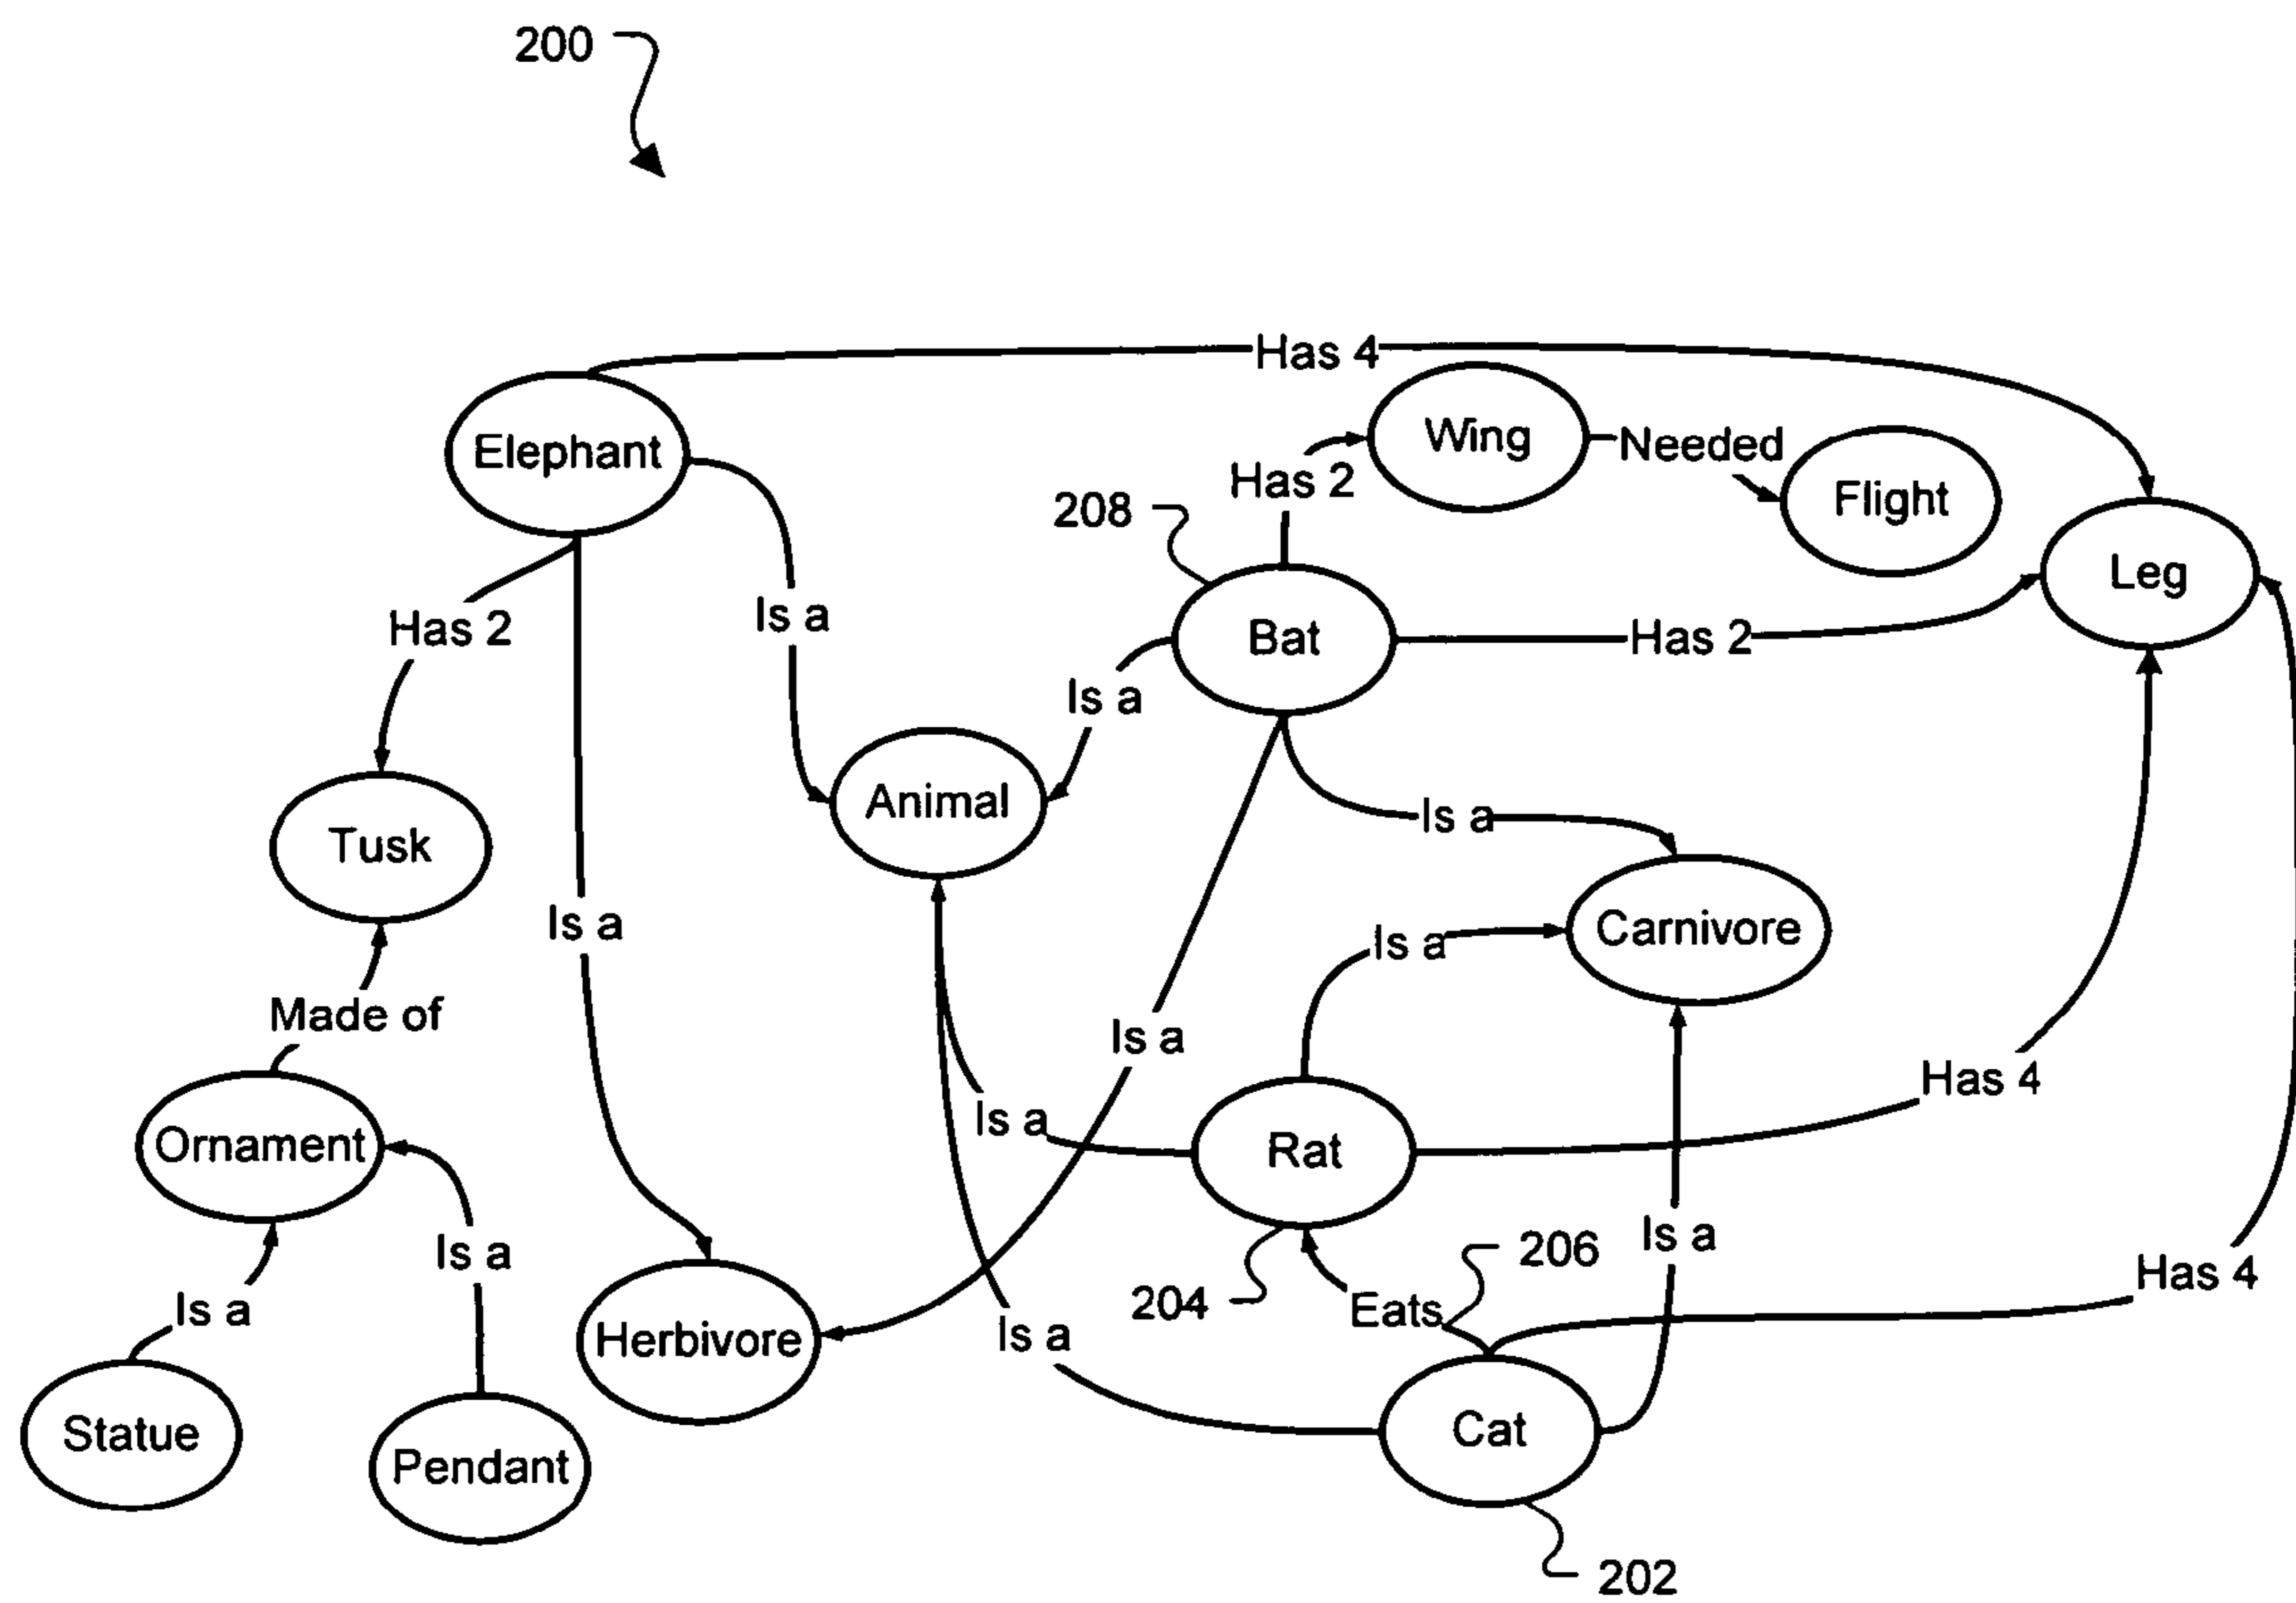 200
Has 4
Elephant
Wing
Needed
Flight
Has 2
208
Leg
Has 2
Is a
Bat
Has 2
Is a
Animal
Is a
Tusk
Is a
Carnivore
Is a
Made of
Is a
Has 4
Is a
Ornament
Rat
Is a
206
Is a
Has 4
Is a
204
Eats
Herbivore
Is a
Statue
Cat
Pendant
202